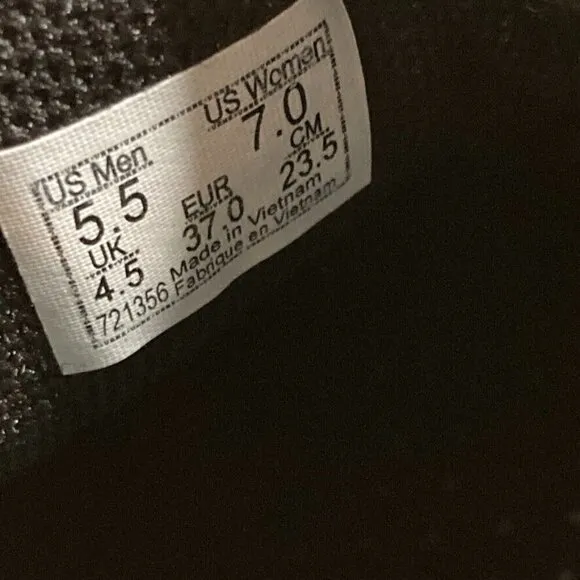 US Men. US Women
5.5 7.0
UK EUR CM
4.5 37.0 23.5
721356 Made in Vietnam
Fabrique en Vietnam